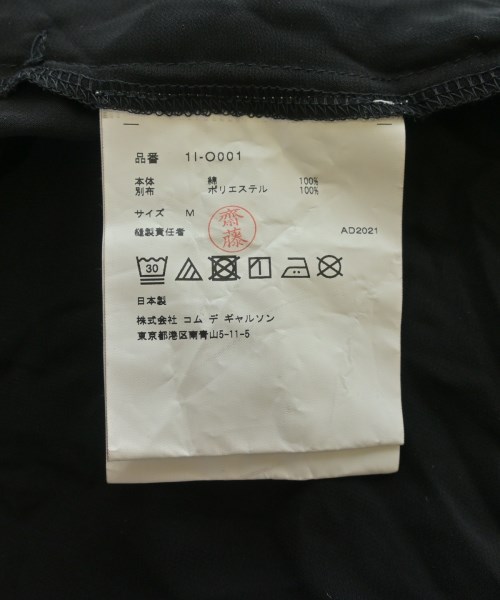 品番 1I-O001
本体 綿 100%
別布 ポリエステル 100%
サイズ M
縫製責任者 齋藤 AD2021
30
日本製
株式会社 コム デ ギャルソン
東京都港区南青山5-11-5